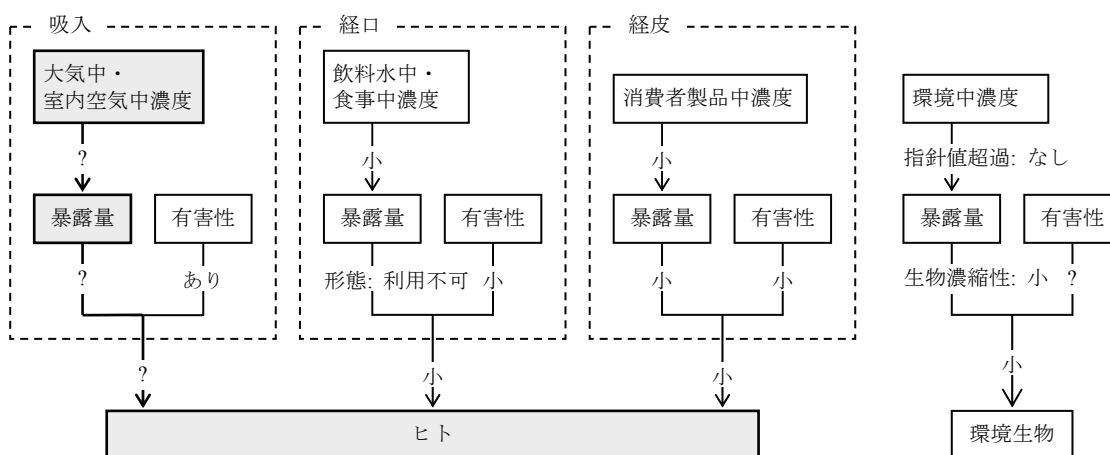 吸入
大気中・
室内空気中濃度
?
暴露量
有害性
?
あり
?
経口
飲料水中・
食事中濃度
小
暴露量
有害性
形態: 利用不可
小
小
経皮
消費者製品中濃度
小
暴露量
有害性
小
小
小
ヒト
環境中濃度
指針値超過: なし
暴露量
有害性
生物濃縮性: 小
?
小
環境生物